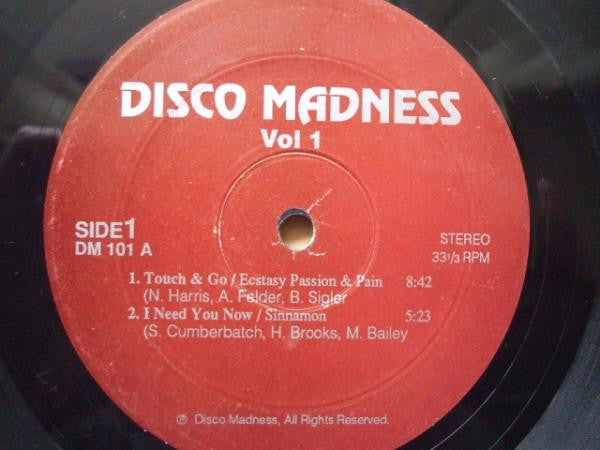 DISCO MADNESS
Vol 1
SIDE1
DM 101 A
STEREO
33⅓ RPM
1. Touch & Go / Ecstasy Passion & Pain 8:42
(N. Harris, A. Felder, B. Sigler
2. I Need You Now / Sinnamon 5:23
(S. Cumberbatch, H. Brooks, M. Bailey
℗ Disco Madness, All Rights Reserved.